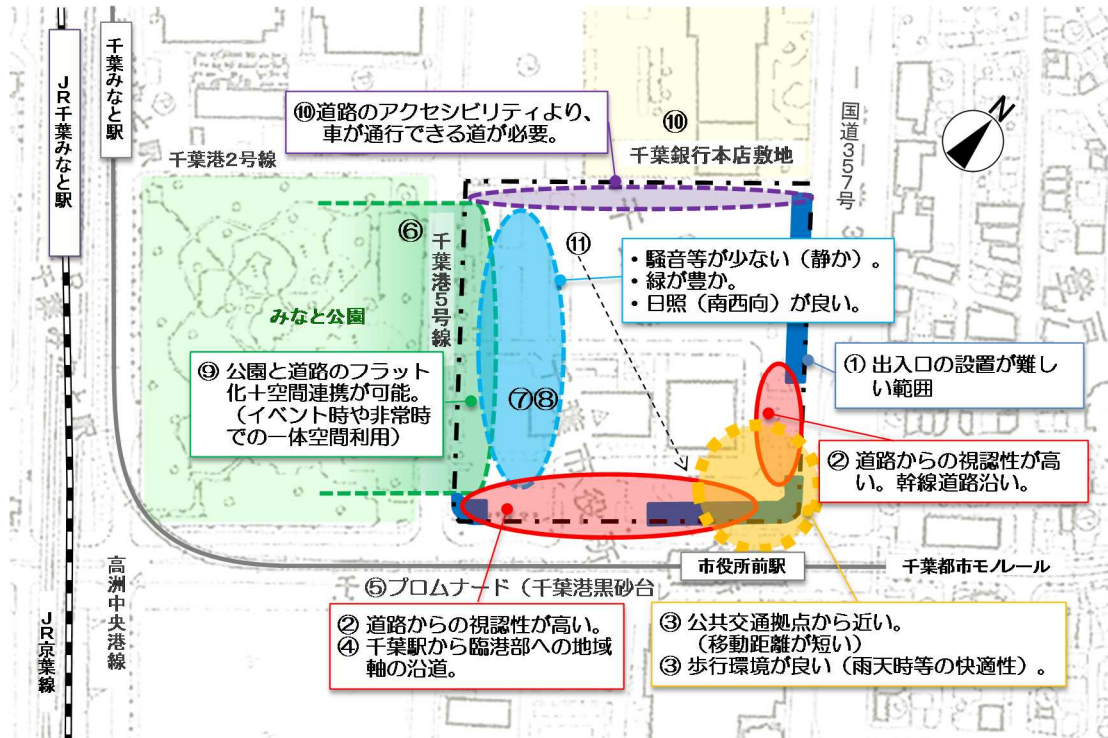 千葉みなと駅
JR千葉みなと駅
⑩道路のアクセシビリティより、
車が通行できる道が必要。
⑩
千葉銀行本店敷地
国道357号
N
千葉港2号線
⑥
千葉港5号線
⑪
・騒音等が少ない（静か）。
・緑が豊か。
・日照（南西向）が良い。
みなと公園
⑨ 公園と道路のフラット
化＋空間連携が可能。
（イベント時や非常時
での一体空間利用）
⑦⑧
① 出入口の設置が難し
い範囲
② 道路からの視認性が高
い。幹線道路沿い。
市役所前駅
千葉都市モノレール
⑤プロムナード（千葉港黒砂台
高洲中央港線
JR京葉線
② 道路からの視認性が高い。
④ 千葉駅から臨港部への地域
軸の沿道。
③ 公共交通拠点から近い。
（移動距離が短い）
③ 歩行環境が良い（雨天時等の快適性）。